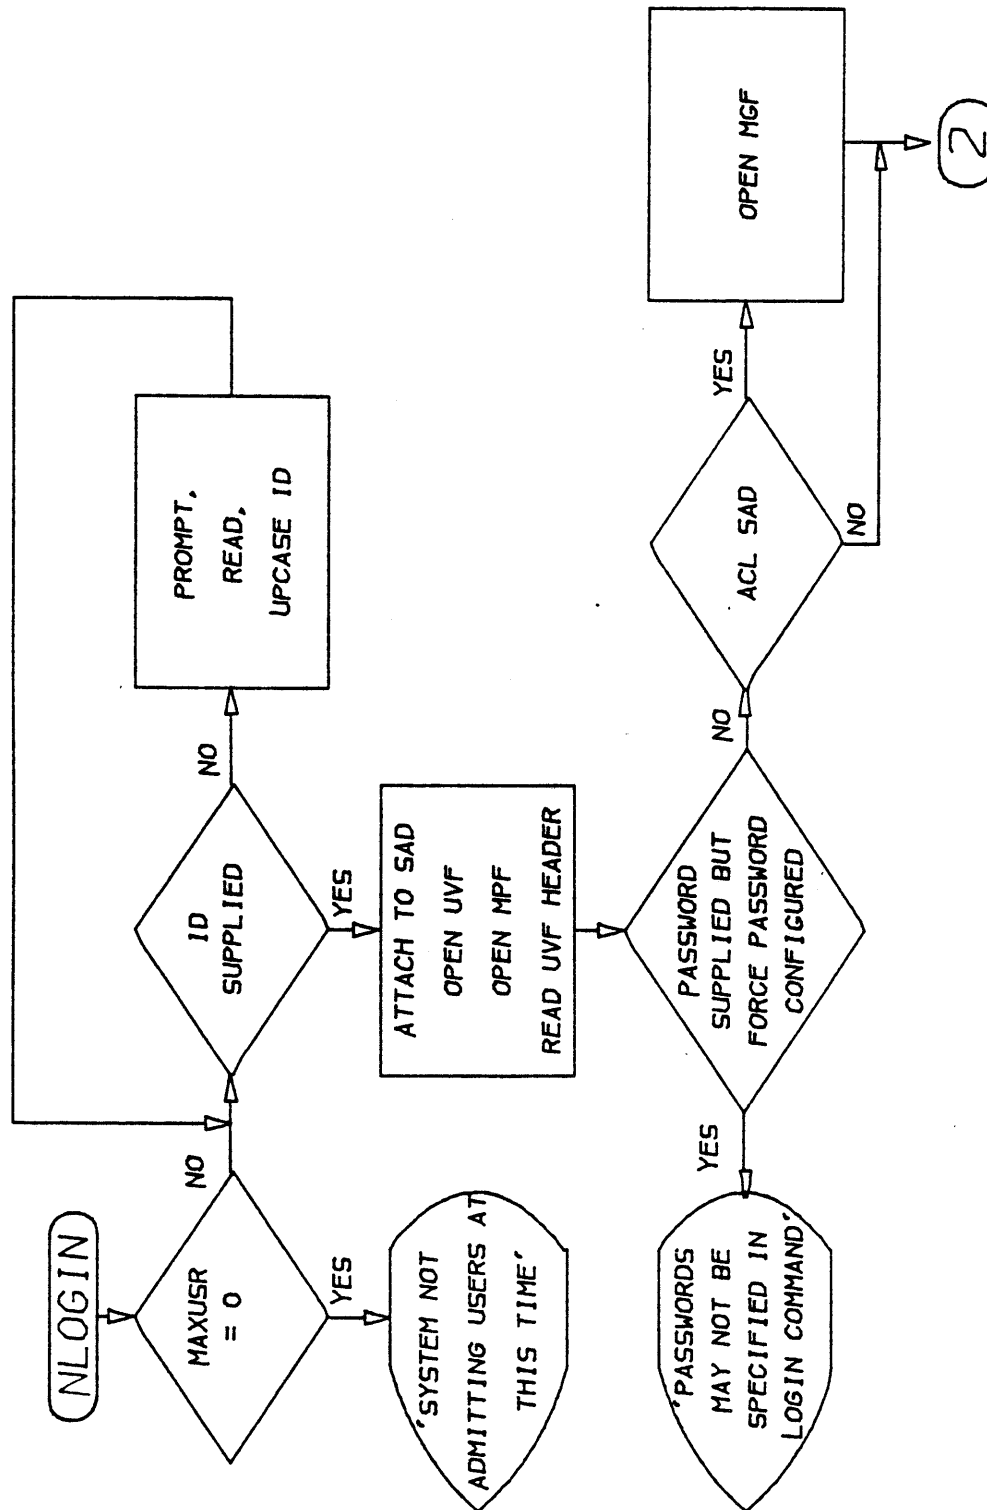 NLOGIN
MAXUSR
= 0
NO
YES
'SYSTEM NOT
ADMITTING USERS AT
THIS TIME'
ID
SUPPLIED
NO
YES
PROMPT,
READ,
UPCASE ID
ATTACH TO SAD
OPEN UVF
OPEN MPF
READ UVF HEADER
PASSWORD
SUPPLIED BUT
FORCE PASSWORD
CONFIGURED
YES
NO
'PASSWORDS
MAY NOT BE
SPECIFIED IN
LOGIN COMMAND'
ACL SAD
YES
NO
OPEN MGF
2